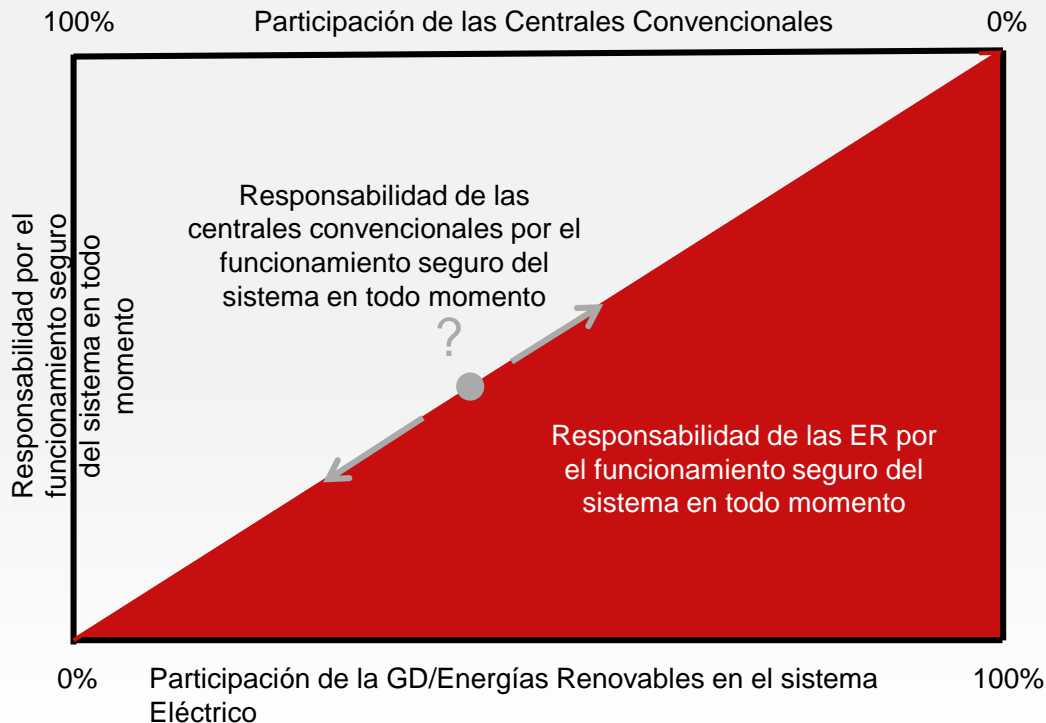 100%
Participación de las Centrales Convencionales
0%
Responsabilidad por el
funcionamiento seguro
del sistema en todo
momento
Responsabilidad de las
centrales convencionales por el
funcionamiento seguro del
sistema en todo momento
?
Responsabilidad de las ER por
el funcionamiento seguro del
sistema en todo momento
0%
Participación de la GD/Energías Renovables en el sistema
Eléctrico
100%